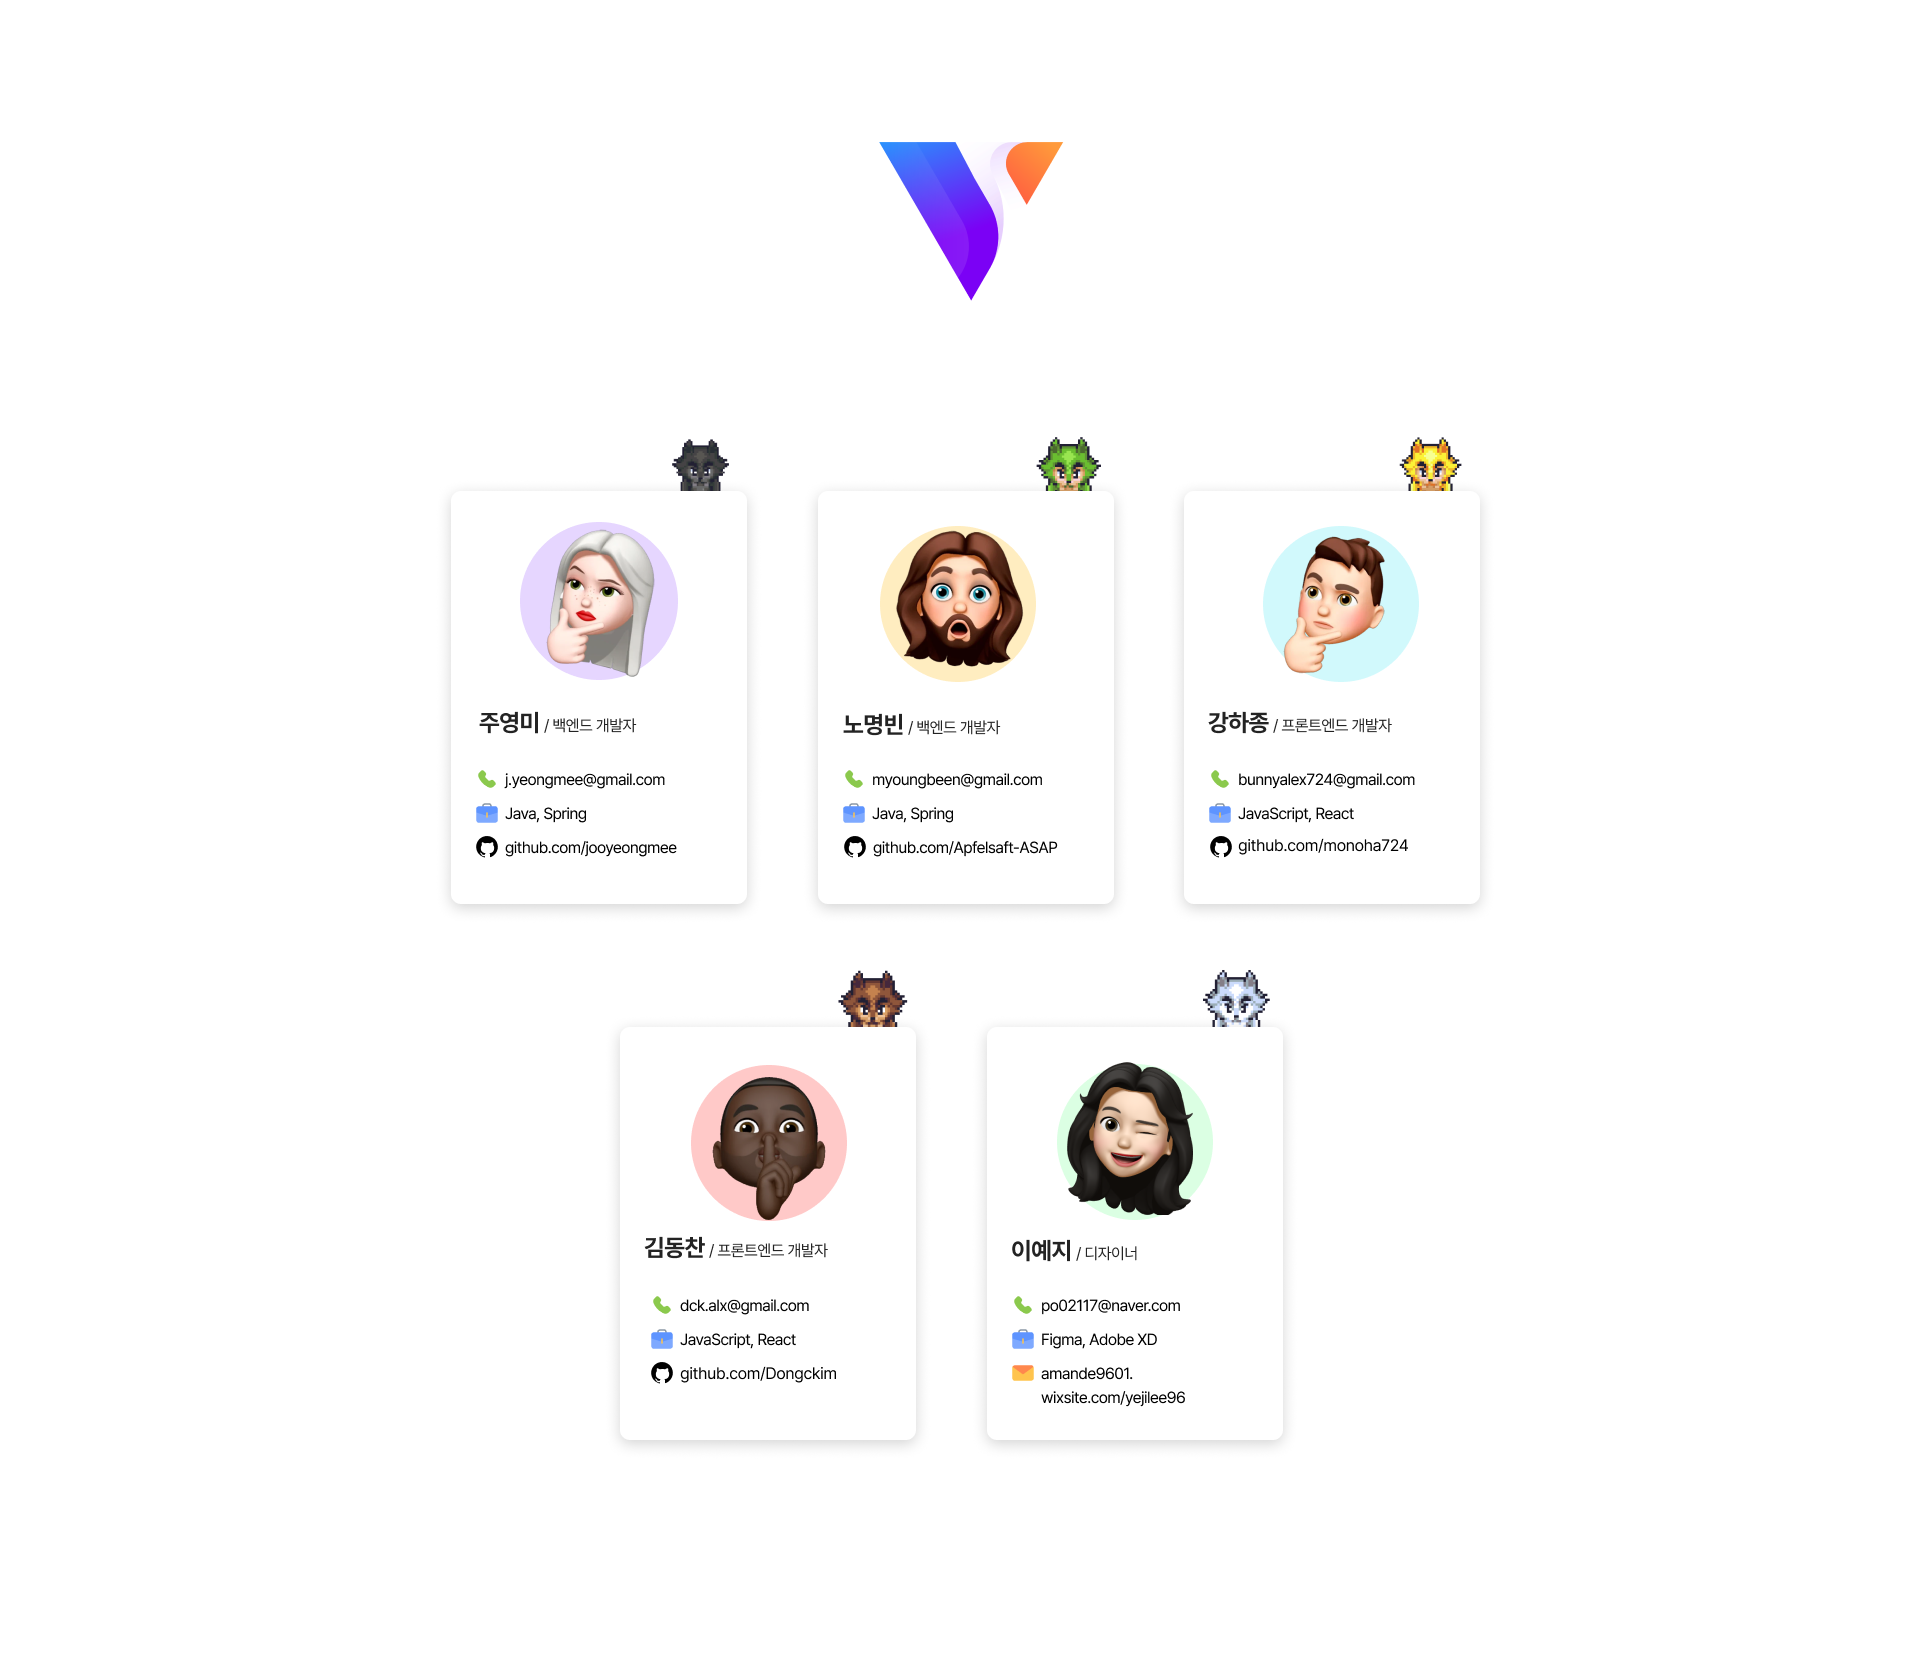 주영미 / 백엔드 개발자
j.yeongmee@gmail.com
Java, Spring
github.com/jooyeongmee
노명빈 / 백엔드 개발자
myoungbeen@gmail.com
Java, Spring
github.com/Apfelsaft-ASAP
강하종 / 프론트엔드 개발자
bunnyalex724@gmail.com
JavaScript, React
github.com/monoha724
김동찬 / 프론트엔드 개발자
dck.alx@gmail.com
JavaScript, React
github.com/Dongckim
이예지 / 디자이너
po02117@naver.com
Figma, Adobe XD
amande9601.
wixsite.com/yejilee96